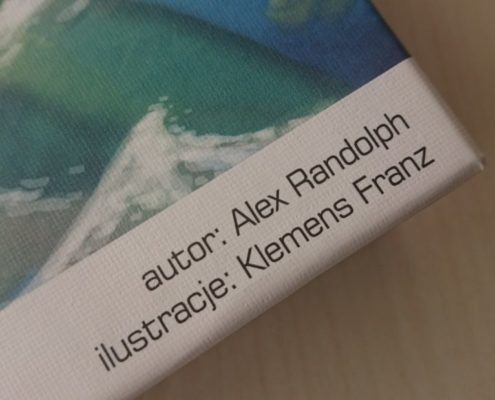 autor: Alex Randolph
ilustracje: Klemens Franz